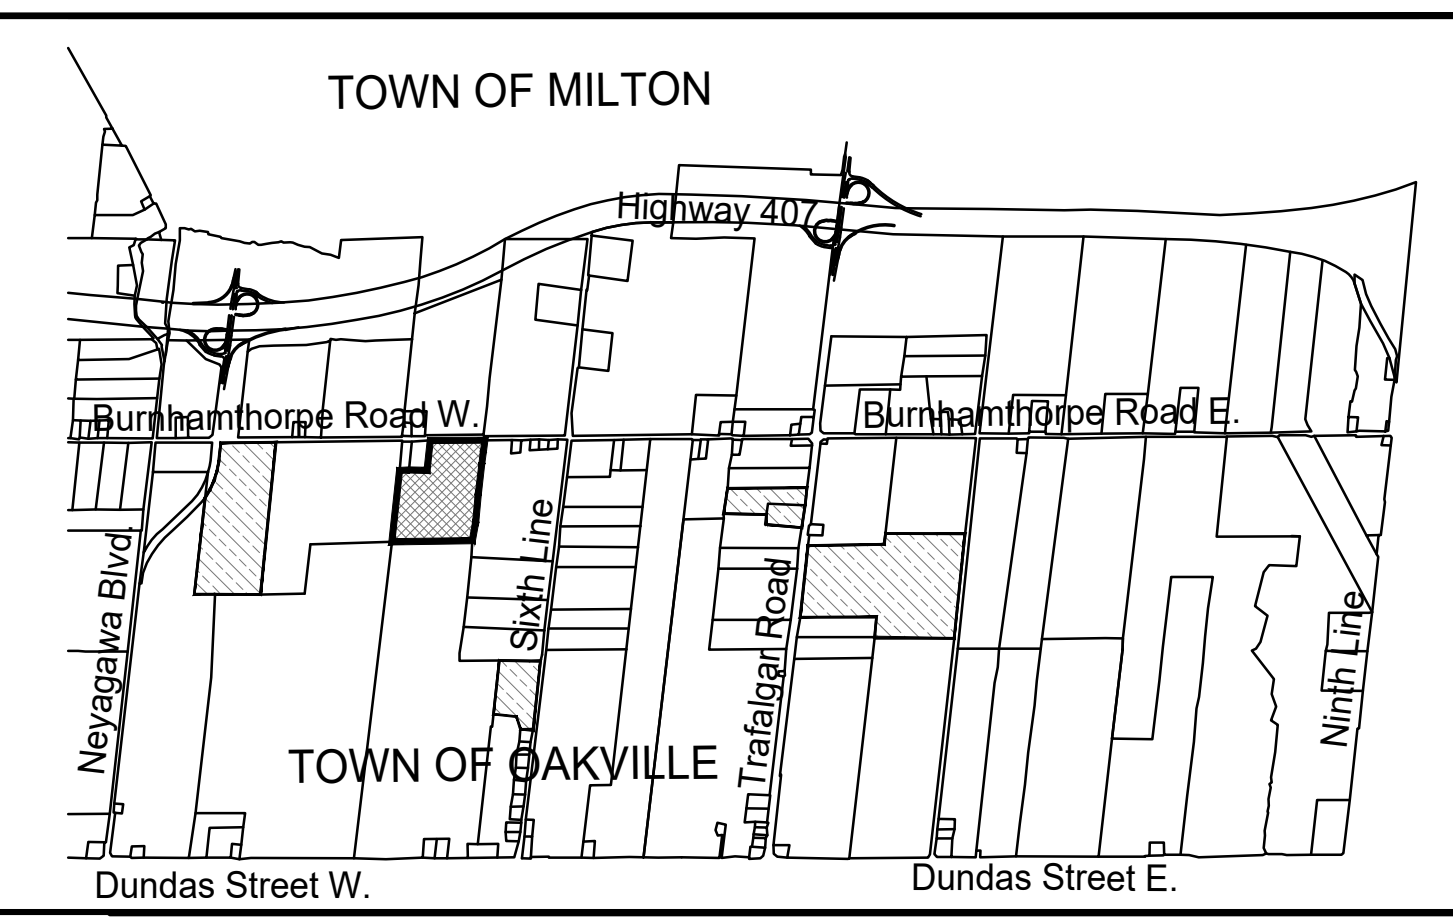 TOWN OF MILTON
Highway 407
Burnhamthorpe Road W.
Burnhamthorpe Road E.
Neyagawa Blvd.
Sixth Line
Trafalgar Road
Ninth Line
TOWN OF OAKVILLE
Dundas Street W.
Dundas Street E.